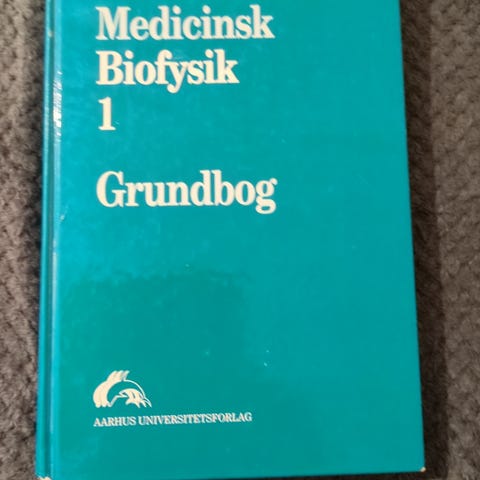 Medicinsk
Biofysik
1
Grundbog
AARHUS UNIVERSITETSFORLAG